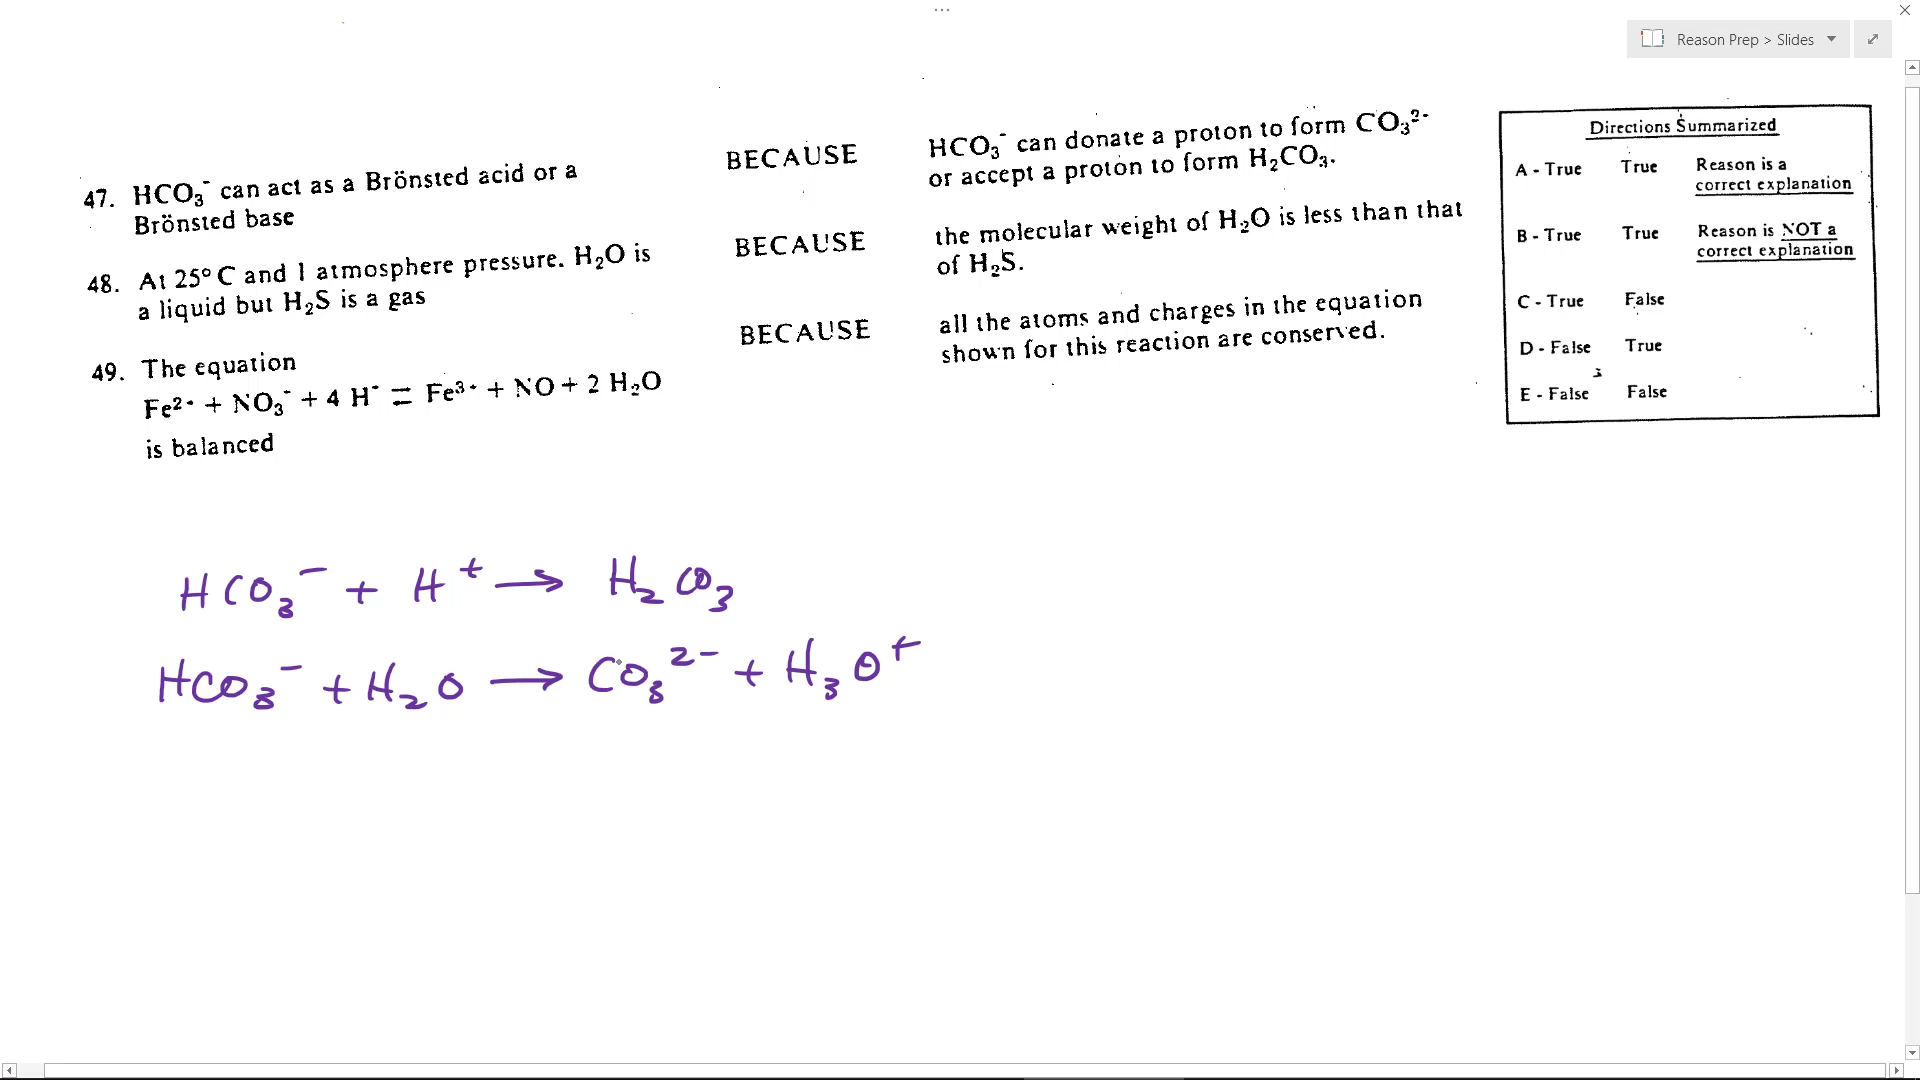 Reason Prep > Slides
47. HCO₃⁻ can act as a Brönsted acid or a
Brönsted base
BECAUSE
HCO₃⁻ can donate a proton to form CO₃²⁻
or accept a proton to form H₂CO₃.
48. At 25° C and 1 atmosphere pressure. H₂O is
a liquid but H₂S is a gas
BECAUSE
the molecular weight of H₂O is less than that
of H₂S.
49. The equation
Fe²⁺ + NO₃⁻ + 4 H⁺ = Fe³⁺ + NO + 2 H₂O
is balanced
BECAUSE
all the atoms and charges in the equation
shown for this reaction are conserved.
Directions Summarized
A - True True Reason is a
correct explanation
B - True True Reason is NOT a
correct explanation
C - True False
D - False True
E - False False
HCO₃⁻ + H⁺ → H₂CO₃
HCO₃⁻ + H₂O → CO₃²⁻ + H₃O⁺